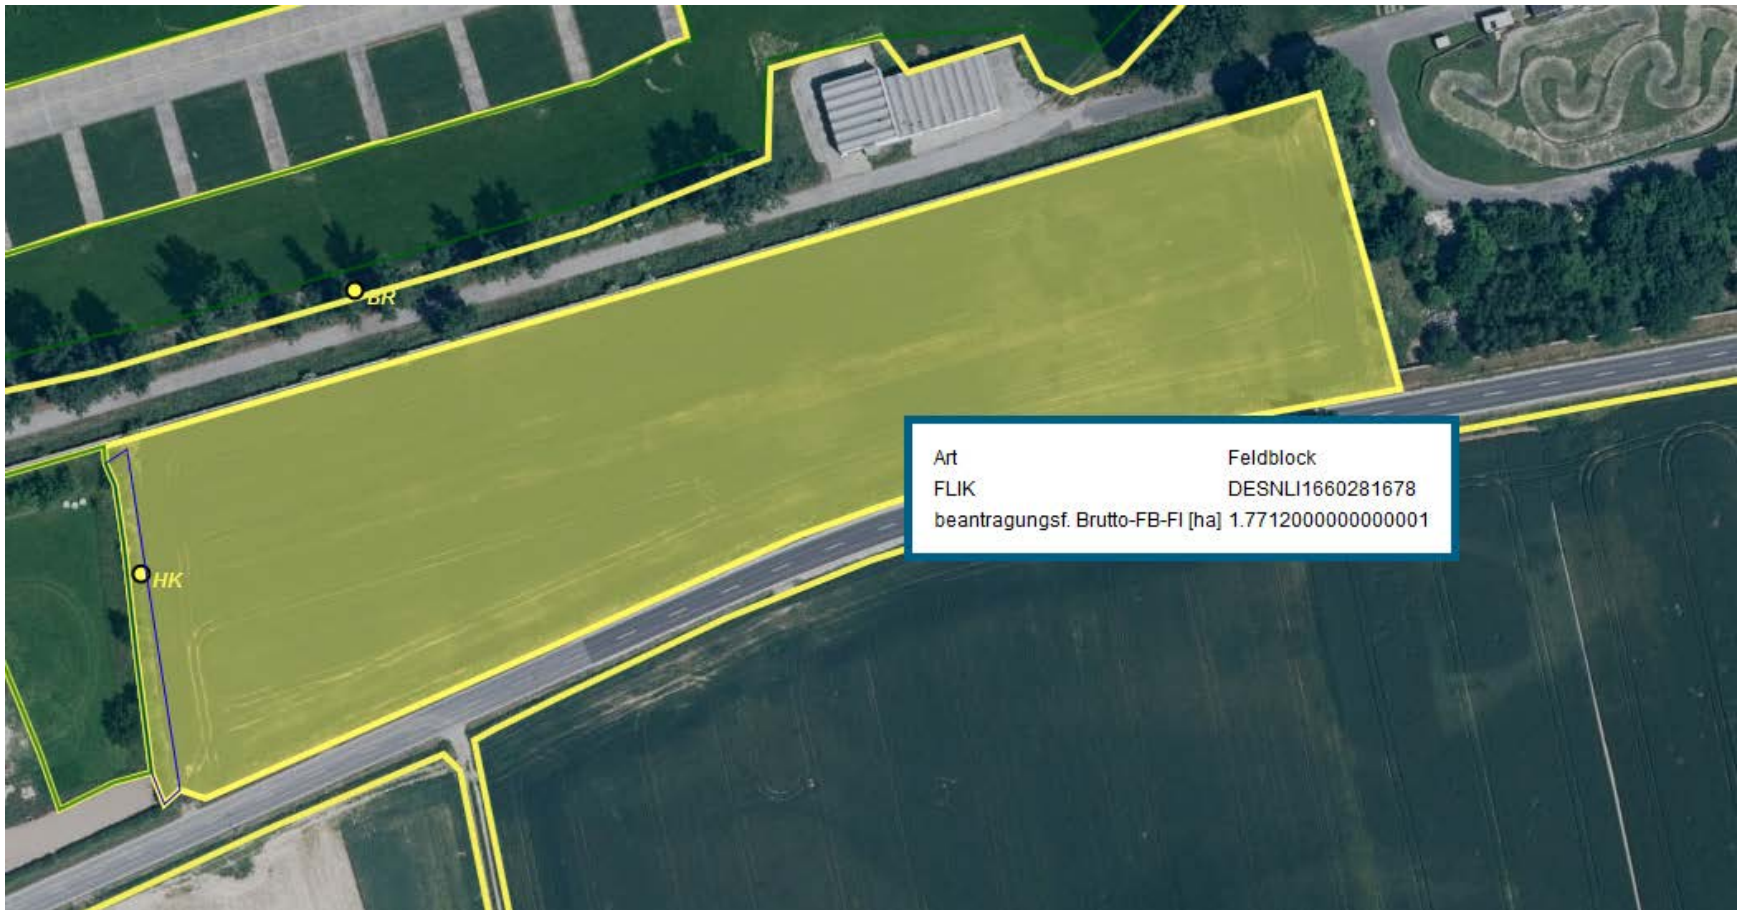 BR
Art Feldblock
FLIK DESNLI1660281678
beantragungsf. Brutto-FB-Fl [ha] 1.7712000000000001
HK